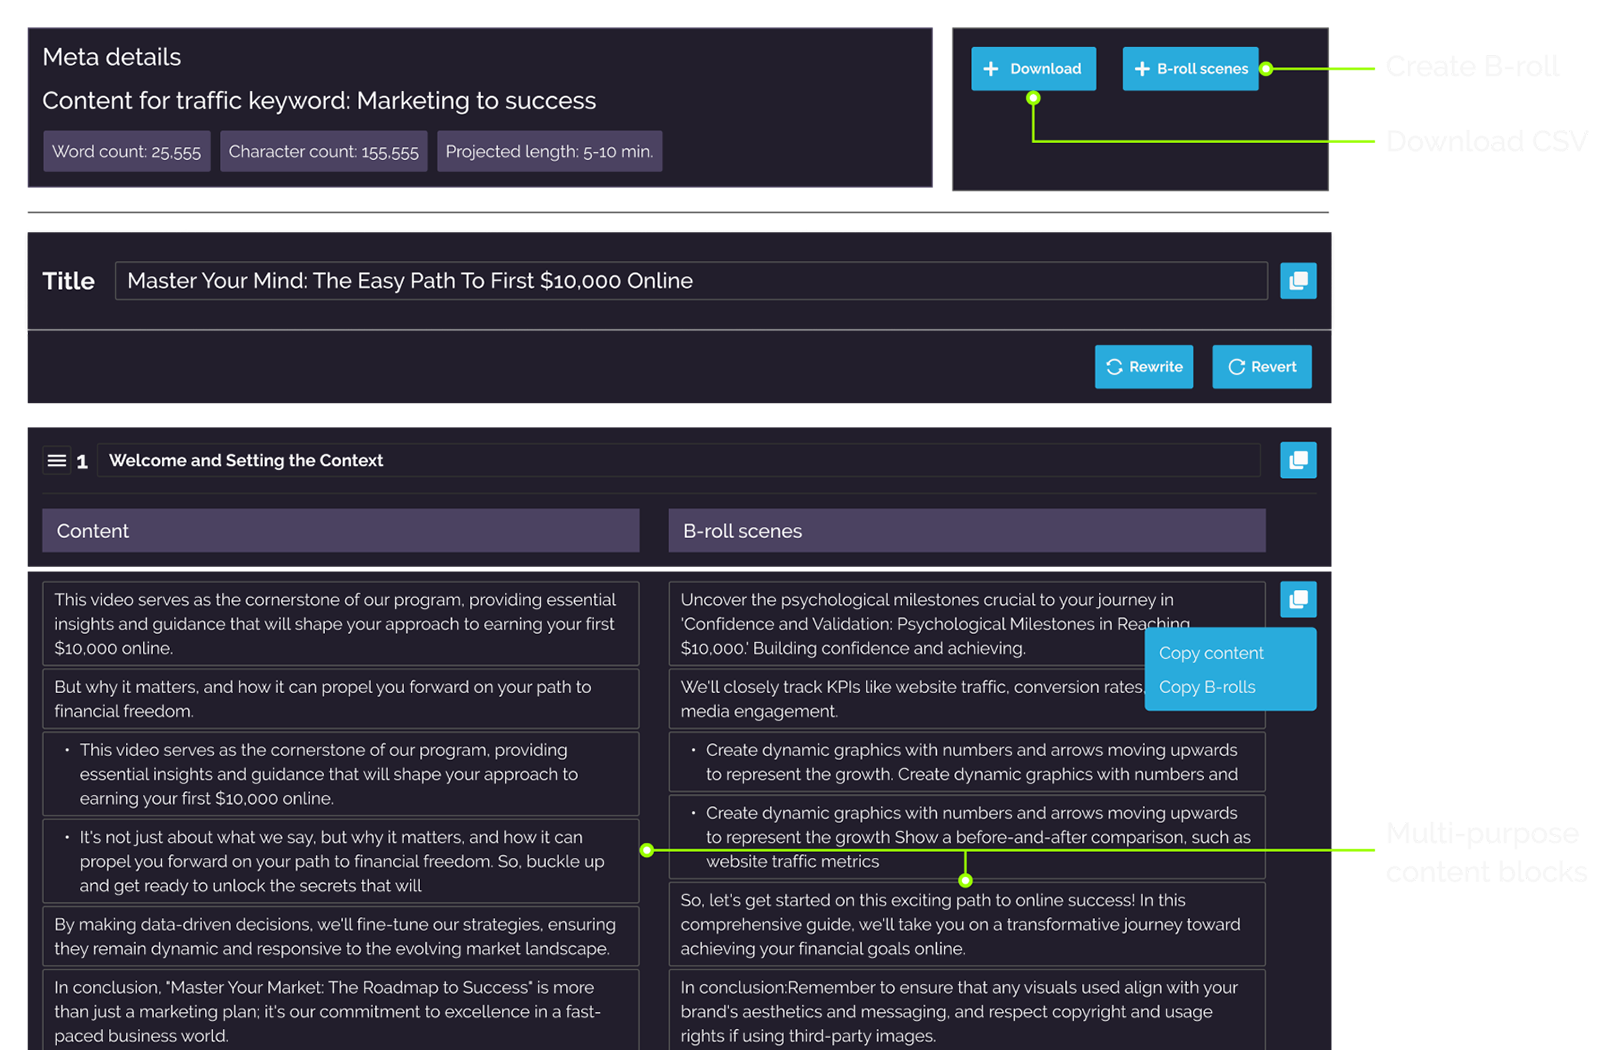 Meta details
Content for traffic keyword: Marketing to success
Word count: 25,555
Character count: 155,555
Projected length: 5-10 min.
Download
B-roll scenes
Create B-roll
Download CSV
Title
Master Your Mind: The Easy Path To First $10,000 Online
Rewrite
Revert
1
Welcome and Setting the Context
Content
B-roll scenes
This video serves as the cornerstone of our program, providing essential
insights and guidance that will shape your approach to earning your first
$10,000 online.
But why it matters, and how it can propel you forward on your path to
financial freedom.
• This video serves as the cornerstone of our program, providing
essential insights and guidance that will shape your approach to
earning your first $10,000 online.
• It's not just about what we say, but why it matters, and how it can
propel you forward on your path to financial freedom. So, buckle up
and get ready to unlock the secrets that will
By making data-driven decisions, we'll fine-tune our strategies, ensuring
they remain dynamic and responsive to the evolving market landscape.
In conclusion, "Master Your Market: The Roadmap to Success" is more
than just a marketing plan; it's our commitment to excellence in a fast-
paced business world.
Uncover the psychological milestones crucial to your journey in
'Confidence and Validation: Psychological Milestones in Reaching
$10,000.' Building confidence and achieving.
We'll closely track KPIs like website traffic, conversion rates,
media engagement.
• Create dynamic graphics with numbers and arrows moving upwards
to represent the growth. Create dynamic graphics with numbers and
• Create dynamic graphics with numbers and arrows moving upwards
to represent the growth Show a before-and-after comparison, such as
website traffic metrics
So, let's get started on this exciting path to online success! In this
comprehensive guide, we'll take you on a transformative journey toward
achieving your financial goals online.
In conclusion:Remember to ensure that any visuals used align with your
brand's aesthetics and messaging, and respect copyright and usage
rights if using third-party images.
Copy content
Copy B-rolls
Multi-purpose
content blocks